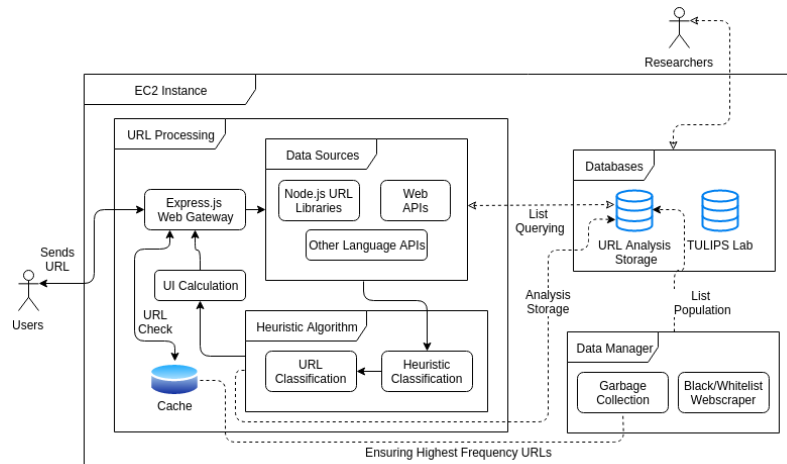 Researchers
EC2 Instance
URL Processing
Data Sources
Node.js URL
Libraries
Web
APIs
Other Language APIs
Express.js
Web Gateway
Databases
URL Analysis
Storage
TULIPS Lab
List
Querying
Sends
URL
Users
UI Calculation
URL
Check
Analysis
Storage
List
Population
Heuristic Algorithm
URL
Classification
Heuristic
Classification
Cache
Data Manager
Garbage
Collection
Black/Whitelist
Webscraper
Ensuring Highest Frequency URLs